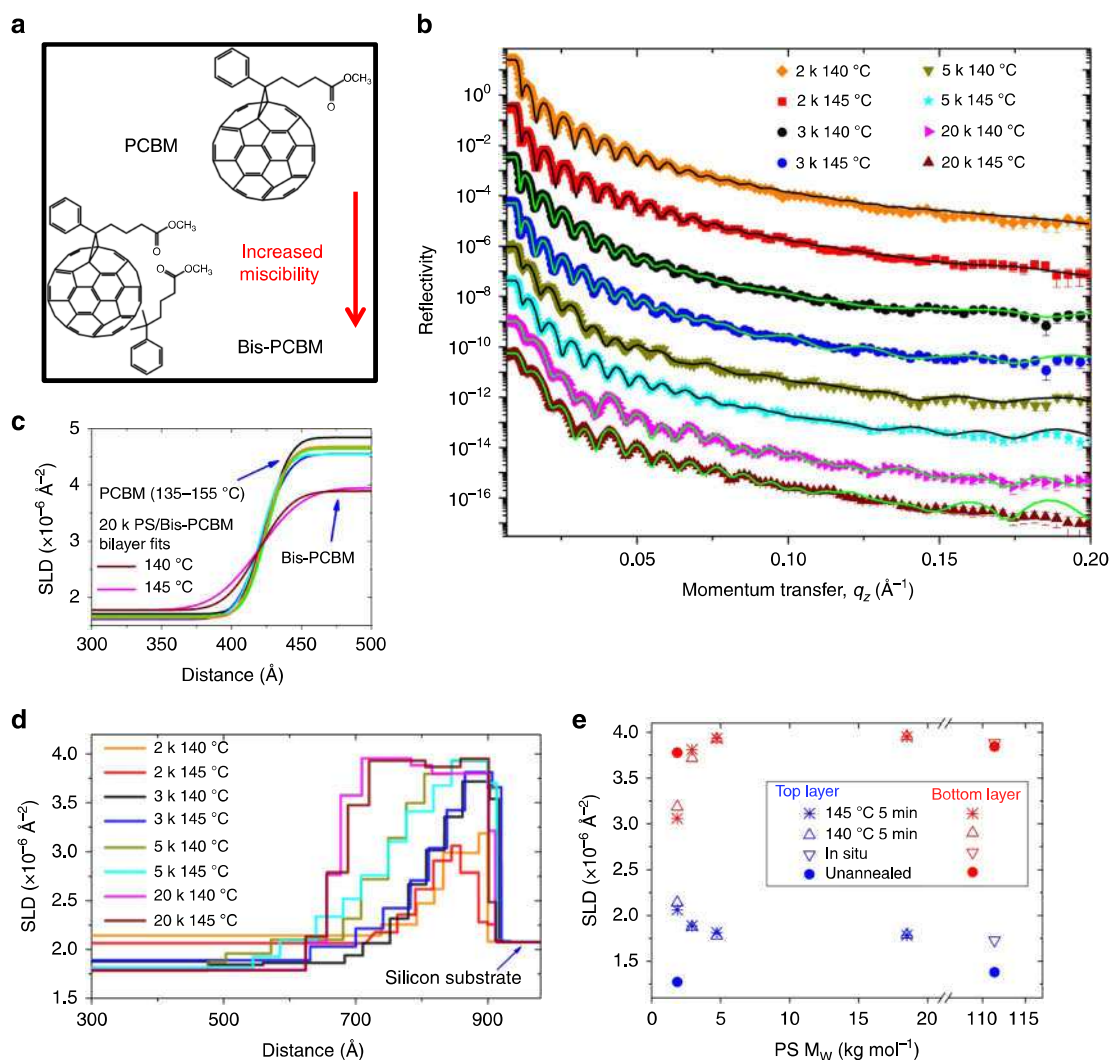 a
OCH3
O
PCBM
OCH3
O
OCH3
O
Increased
miscibility
Bis-PCBM
b
Reflectivity
10^0
10^-2
10^-4
10^-6
10^-8
10^-10
10^-12
10^-14
10^-16
2 k 140 °C
2 k 145 °C
3 k 140 °C
3 k 145 °C
5 k 140 °C
5 k 145 °C
20 k 140 °C
20 k 145 °C
0.05 0.10 0.15 0.20
Momentum transfer, qz (Å−1)
c
SLD (×10−6 Å−2)
5
4
3
2
PCBM (135–155 °C)
20 k PS/Bis-PCBM
bilayer fits
140 °C
145 °C
Bis-PCBM
300 350 400 450 500
Distance (Å)
d
SLD (×10−6 Å−2)
4.0
3.5
3.0
2.5
2.0
1.5
2 k 140 °C
2 k 145 °C
3 k 140 °C
3 k 145 °C
5 k 140 °C
5 k 145 °C
20 k 140 °C
20 k 145 °C
Silicon substrate
300 500 700 900
Distance (Å)
e
SLD (×10−6 Å−2)
4.0
3.5
3.0
2.5
2.0
1.5
Top layer Bottom layer
145 °C 5 min
140 °C 5 min
In situ
Unannealed
0 5 10 15 20 110 115
PS MW (kg mol−1)